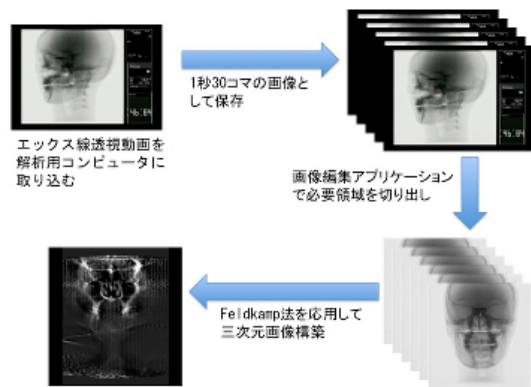 1秒30コマの画像と
して保存
エックス線透視動画を
解析用コンピュータに
取り込む
画像編集アプリケーション
で必要領域を切り出し
Feldkamp法を応用して
三次元画像構築